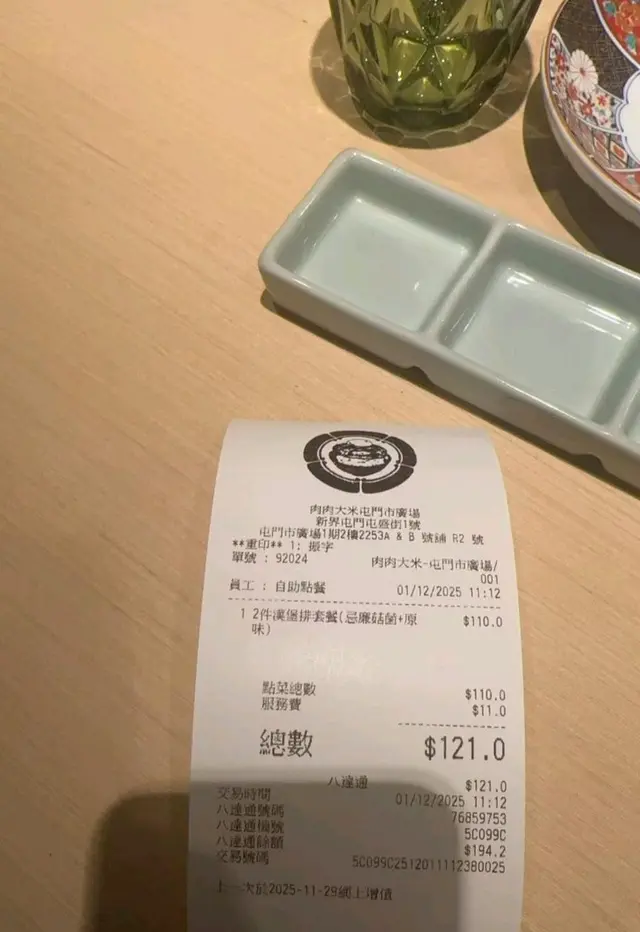 肉肉大米屯門市廣場
新界屯門屯盛街1號
屯門市廣場1期2樓2253A & B 號舖 R2 號
**重印** 1; 振字
單號 : 92024 肉肉大米-屯門市廣場/
001
員工 : 自助點餐 01/12/2025 11:12
1 2件漢堡排套餐(忌廉菇菌+原 $110.0
味)
點菜總數 $110.0
服務費 $11.0
總數 $121.0
八達通 $121.0
交易時間 01/12/2025 11:12
八達通號碼 76859753
八達通機號 5C099C
八達通餘額 $194.2
交易號碼 5C099C2512011112380025
上一次於2025-11-29網上增值